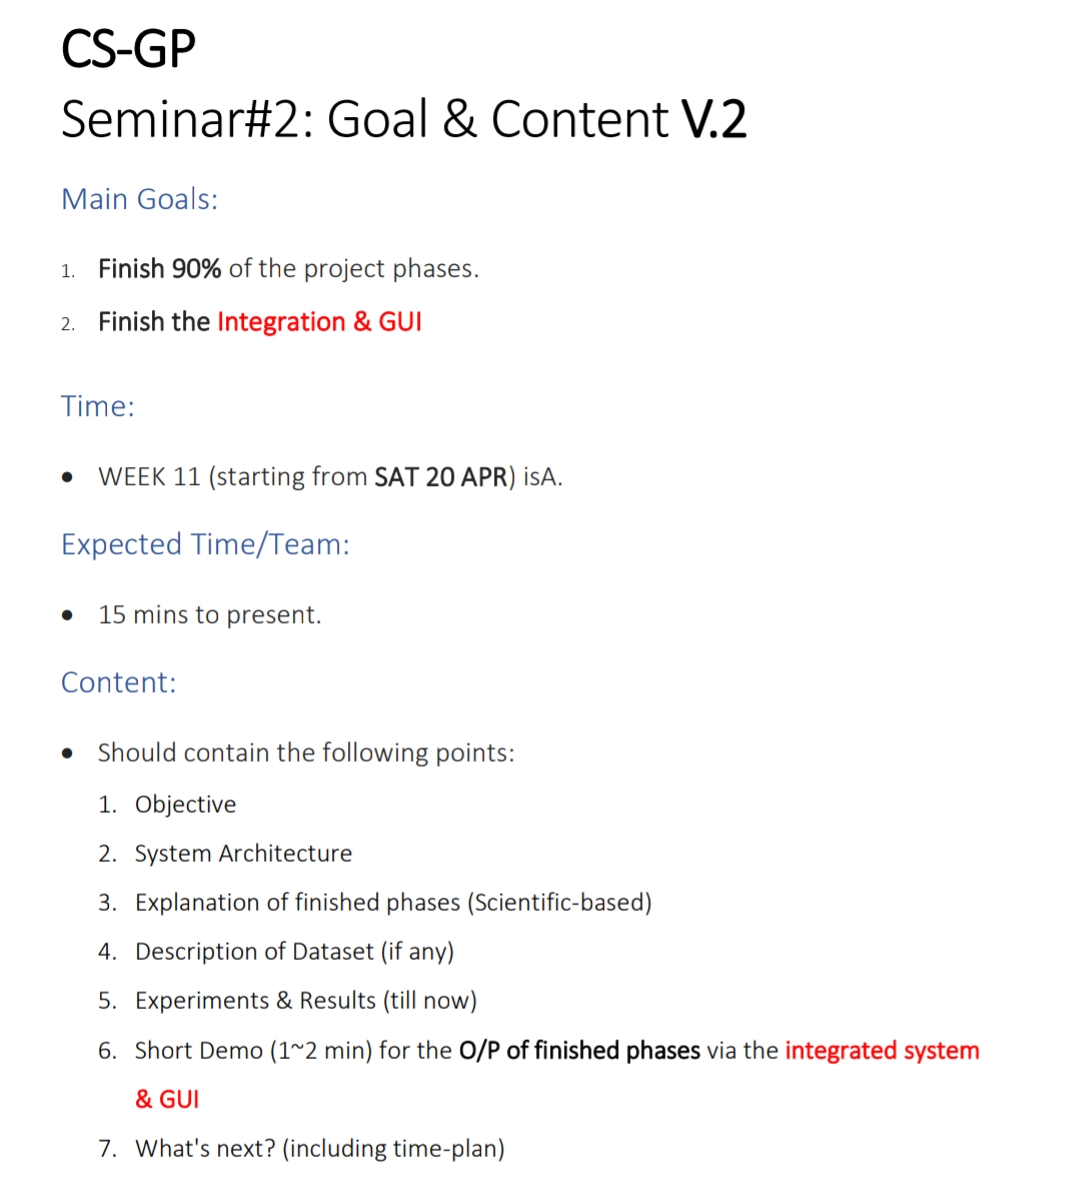 CS-GP
Seminar#2: Goal & Content V.2
Main Goals:
1. Finish 90% of the project phases.
2. Finish the Integration & GUI
Time:
• WEEK 11 (starting from SAT 20 APR) isA.
Expected Time/Team:
• 15 mins to present.
Content:
• Should contain the following points:
1. Objective
2. System Architecture
3. Explanation of finished phases (Scientific-based)
4. Description of Dataset (if any)
5. Experiments & Results (till now)
6. Short Demo (1~2 min) for the O/P of finished phases via the integrated system
& GUI
7. What's next? (including time-plan)